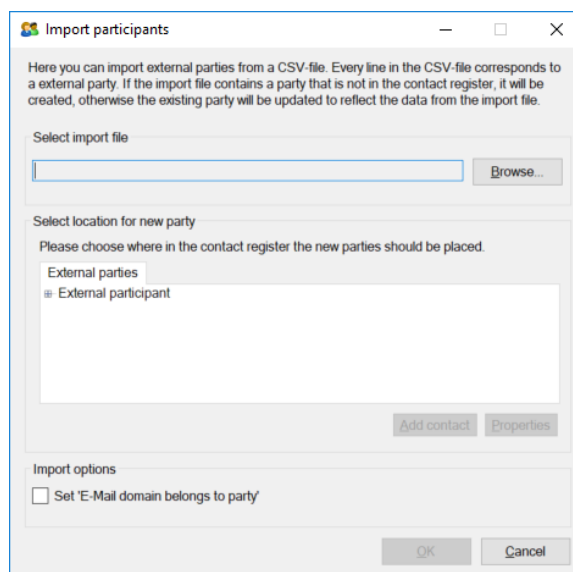 Import participants
Here you can import external parties from a CSV-file. Every line in the CSV-file corresponds to
a external party. If the import file contains a party that is not in the contact register, it will be
created, otherwise the existing party will be updated to reflect the data from the import file.
Select import file
Browse...
Select location for new party
Please choose where in the contact register the new parties should be placed.
External parties
External participant
Add contact Properties
Import options
Set 'E-Mail domain belongs to party'
OK Cancel